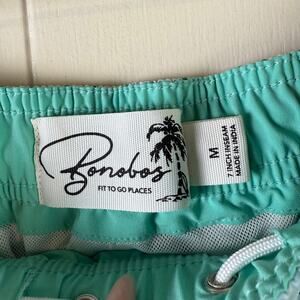 Bonobos
FIT TO GO PLACES
M
7 INCH INSEAM
MADE IN INDIA